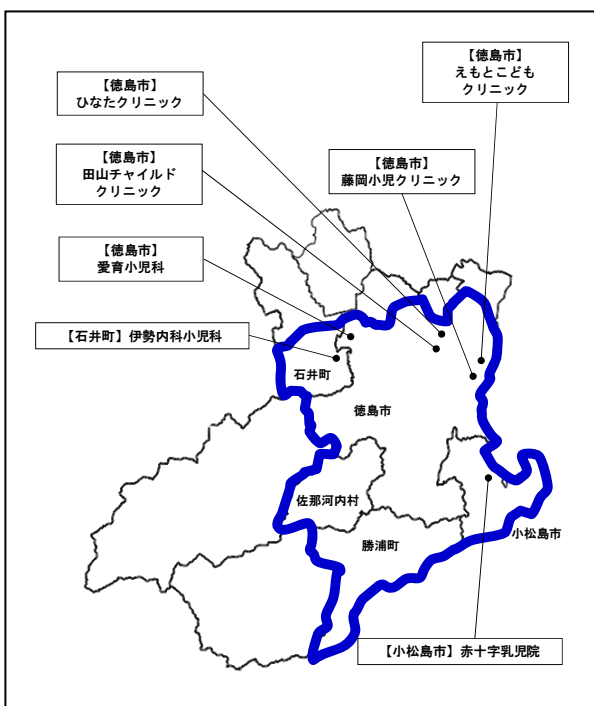 【徳島市】
えもとこども
クリニック
【徳島市】
ひなたクリニック
【徳島市】
田山チャイルド
クリニック
【徳島市】
藤岡小児クリニック
【徳島市】
愛育小児科
【石井町】伊勢内科小児科
石井町
徳島市
佐那河内村
勝浦町
小松島市
【小松島市】赤十字乳児院